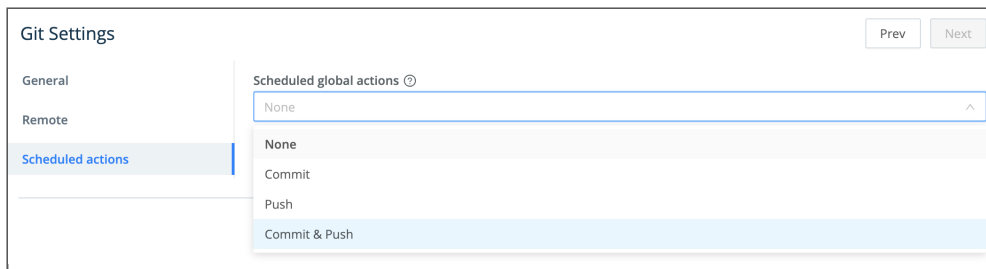 Git Settings
Prev
Next
General
Remote
Scheduled actions
Scheduled global actions
None
None
Commit
Push
Commit & Push